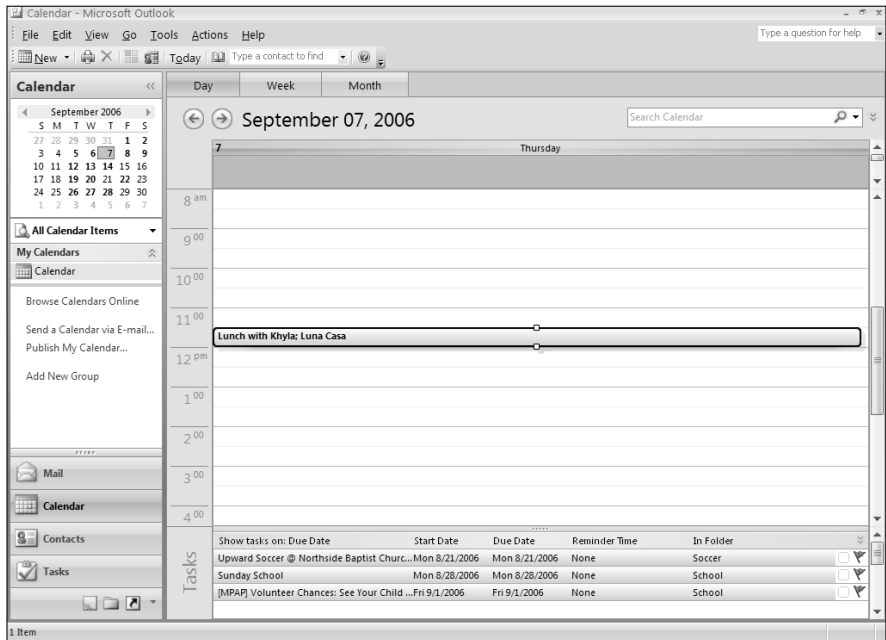 Calendar - Microsoft Outlook
File Edit View Go Tools Actions Help
Type a question for help
New Today Type a contact to find
Calendar
Day Week Month
September 2006
S M T W T F S
27 28 29 30 31 1 2
3 4 5 6 7 8 9
10 11 12 13 14 15 16
17 18 19 20 21 22 23
24 25 26 27 28 29 30
1 2 3 4 5 6 7
All Calendar Items
My Calendars
Calendar
Browse Calendars Online
Send a Calendar via E-mail...
Publish My Calendar...
Add New Group
Mail
Calendar
Contacts
Tasks
September 07, 2006
Search Calendar
7 Thursday
8 am
9 00
10 00
11 00
Lunch with Khyla; Luna Casa
12 pm
1 00
2 00
3 00
4 00
Tasks
Show tasks on: Due Date Start Date Due Date Reminder Time In Folder
Upward Soccer @ Northside Baptist Churc... Mon 8/21/2006 Mon 8/21/2006 None Soccer
Sunday School Mon 8/28/2006 Mon 8/28/2006 None School
[MPAP] Volunteer Chances: See Your Child ... Fri 9/1/2006 Fri 9/1/2006 None School
1 Item